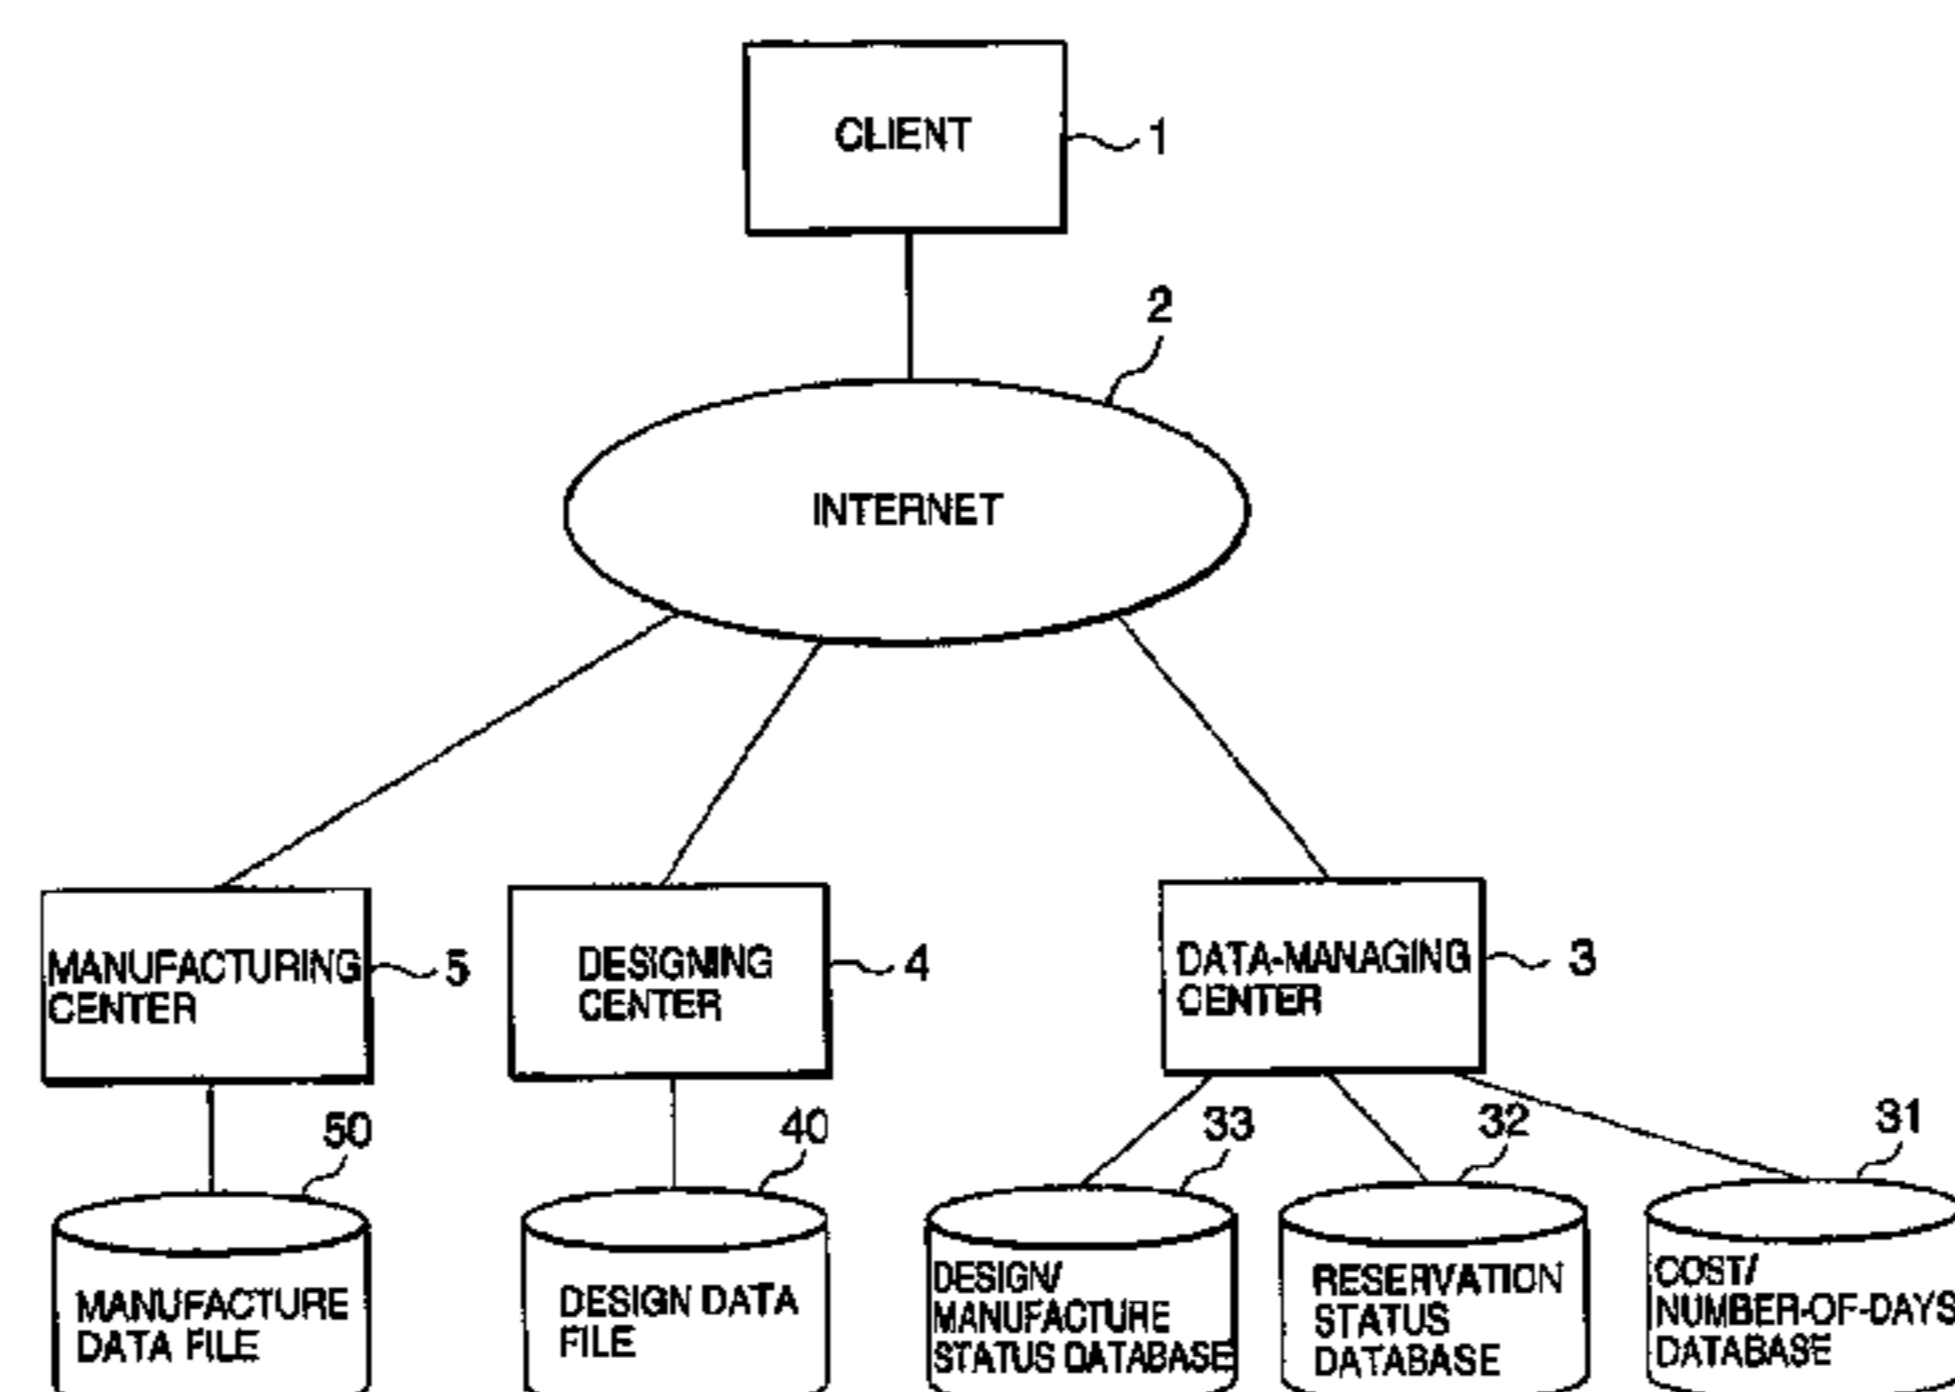 CLIENT
1
2
INTERNET
MANUFACTURING
CENTER
5
DESIGNING
CENTER
4
DATA-MANAGING
CENTER
3
50
40
33
32
31
MANUFACTURE
DATA FILE
DESIGN DATA
FILE
DESIGN/
MANUFACTURE
STATUS DATABASE
RESERVATION
STATUS
DATABASE
COST/
NUMBER-OF-DAYS
DATABASE